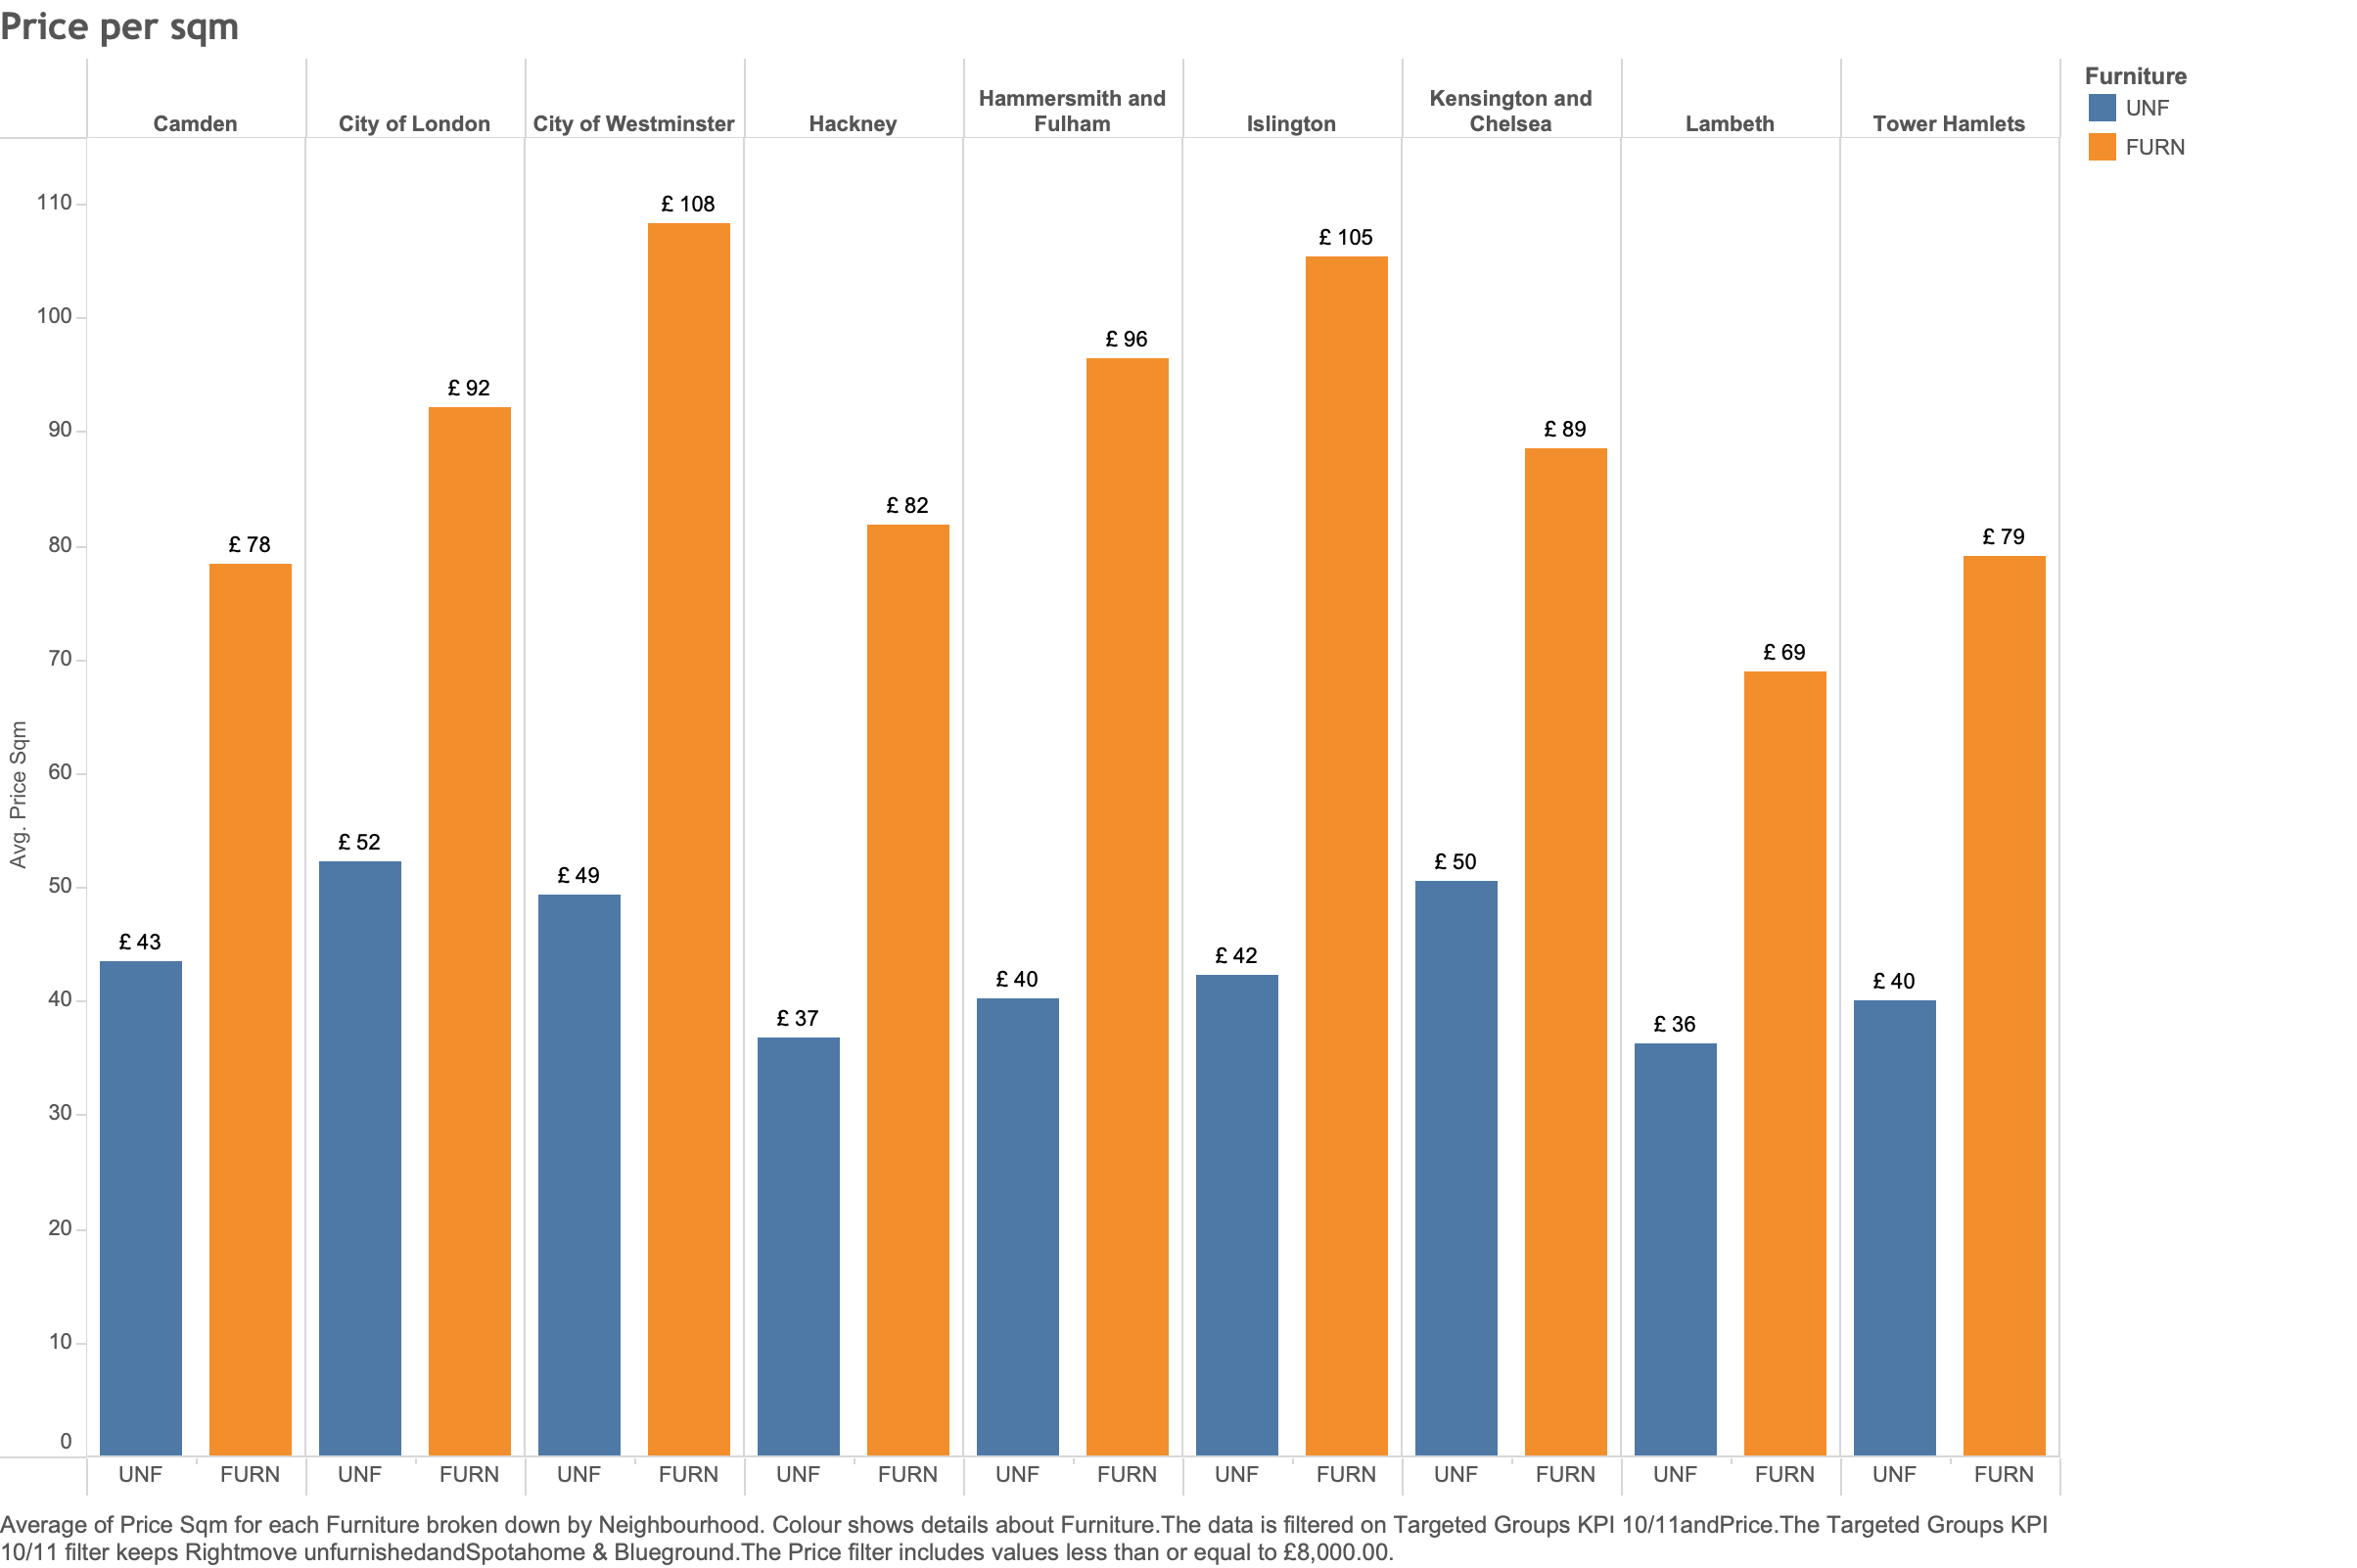 Price per sqm
Furniture
UNF
FURN
Camden
City of London
City of Westminster
Hackney
Hammersmith and
Fulham
Islington
Kensington and
Chelsea
Lambeth
Tower Hamlets
Avg. Price Sqm
110
100
90
80
70
60
50
40
30
20
10
0
£ 43
£ 78
£ 52
£ 92
£ 49
£ 108
£ 37
£ 82
£ 40
£ 96
£ 42
£ 105
£ 50
£ 89
£ 36
£ 69
£ 40
£ 79
UNF
FURN
UNF
FURN
UNF
FURN
UNF
FURN
UNF
FURN
UNF
FURN
UNF
FURN
UNF
FURN
UNF
FURN
Average of Price Sqm for each Furniture broken down by Neighbourhood. Colour shows details about Furniture.The data is filtered on Targeted Groups KPI 10/11andPrice.The Targeted Groups KPI
10/11 filter keeps Rightmove unfurnishedandSpotahome & Blueground.The Price filter includes values less than or equal to £8,000.00.